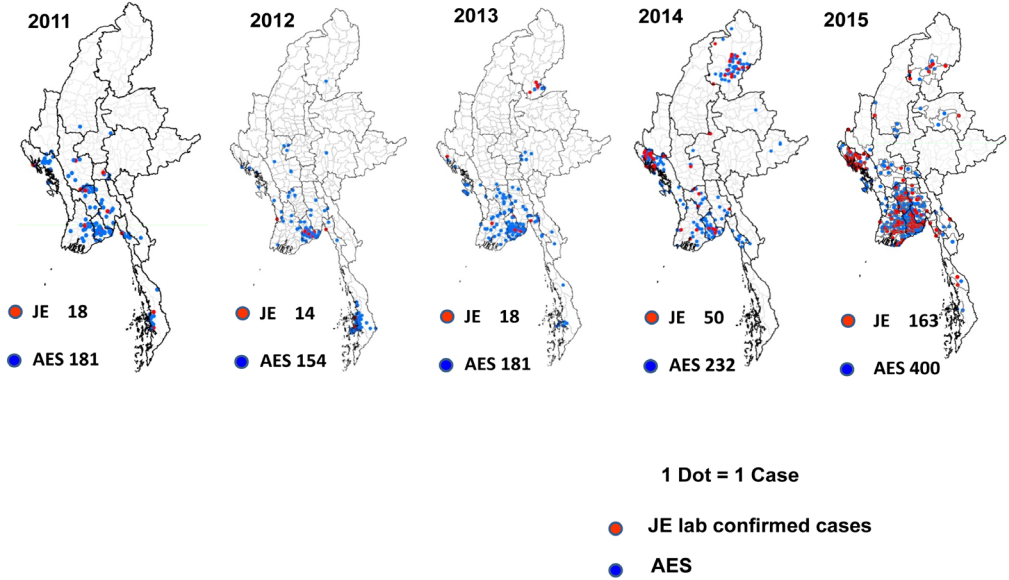 2011
2012
2013
2014
2015
JE 18
JE 14
JE 18
JE 50
JE 163
AES 181
AES 154
AES 181
AES 232
AES 400
1 Dot = 1 Case
JE lab confirmed cases
AES